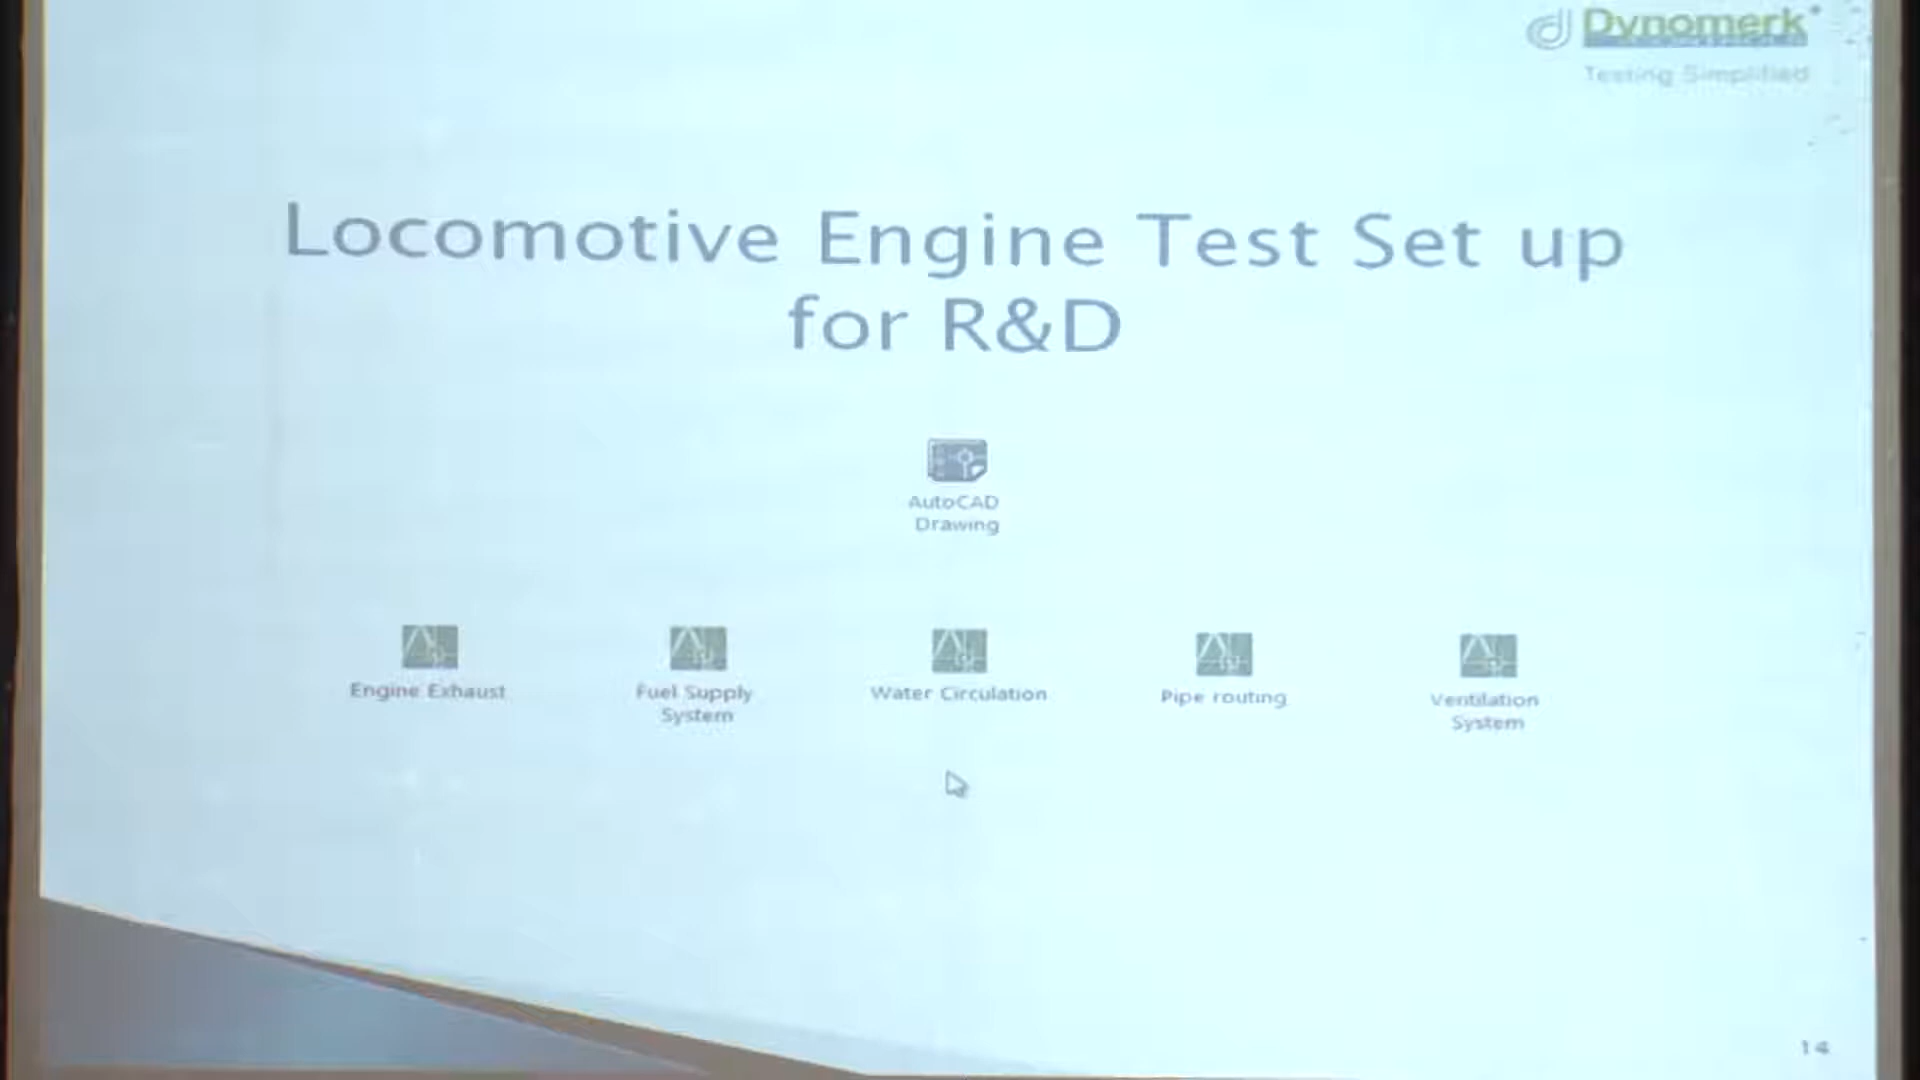 Dynomerk
Testing Simplified
Locomotive Engine Test Set up
for R&D
AutoCAD
Drawing
Engine Exhaust
Fuel Supply
System
Water Circulation
Pipe routing
Ventilation
System
14